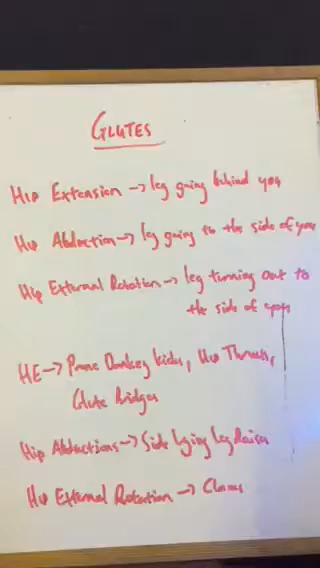 GLUTES
Hip Extension → leg going behind you
Hip Abduction → leg going to the side of you
Hip External Rotation → leg turning out to
the side of you
HE → Prone Donkey kicks, Hip Thrusts,
Glute Bridges
Hip Abductions → Side lying leg Raises
Hip External Rotation → Clams